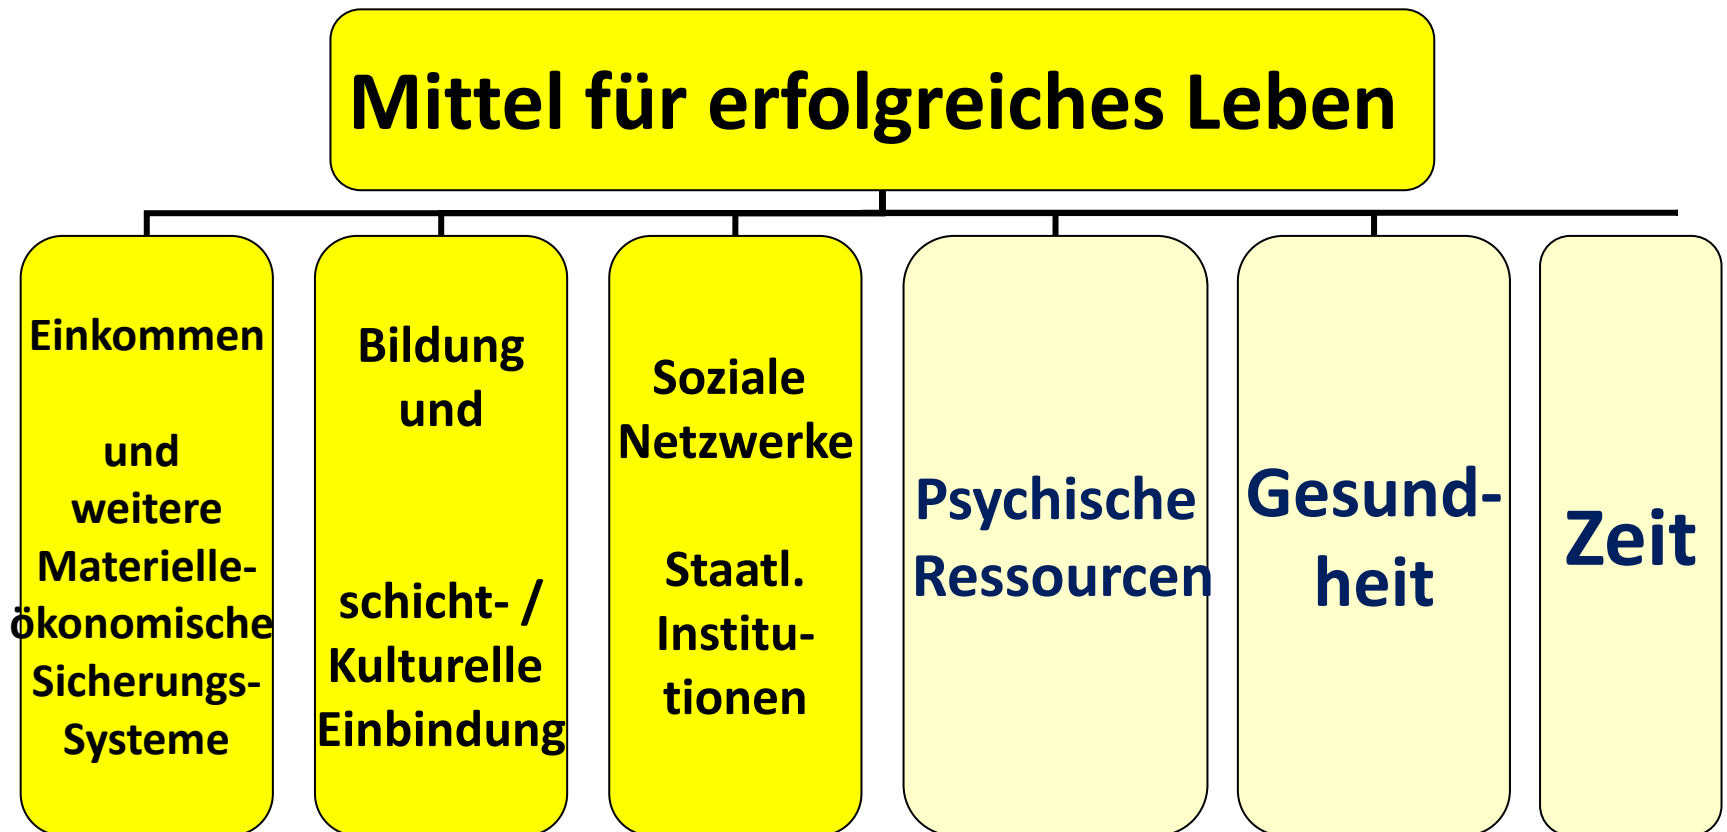 Mittel für erfolgreiches Leben
Einkommen
und
weitere
Materielle-
ökonomische
Sicherungs-
Systeme
Bildung
und
schicht- /
Kulturelle
Einbindung
Soziale
Netzwerke
Staatl.
Institu-
tionen
Psychische
Ressourcen
Gesund-
heit
Zeit